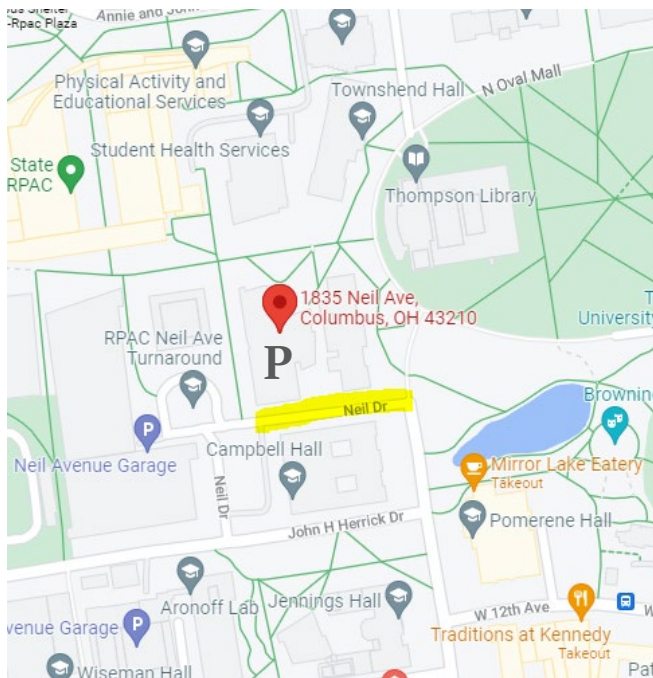 Annie and John
-Rpac Plaza
Physical Activity and
Educational Services
Townshend Hall
N Oval Mall
Student Health Services
State
RPAC
Thompson Library
1835 Neil Ave,
Columbus, OH 43210
T
University
RPAC Neil Ave
Turnaround
P
Neil Dr
Browning
P
Neil Avenue Garage
Campbell Hall
Mirror Lake Eatery
Takeout
Neil Dr
Pomerene Hall
John H Herrick Dr
Aronoff Lab
Jennings Hall
W 12th Ave
W
venue Garage
P
Traditions at Kennedy
Takeout
Wiseman Hall
Pat